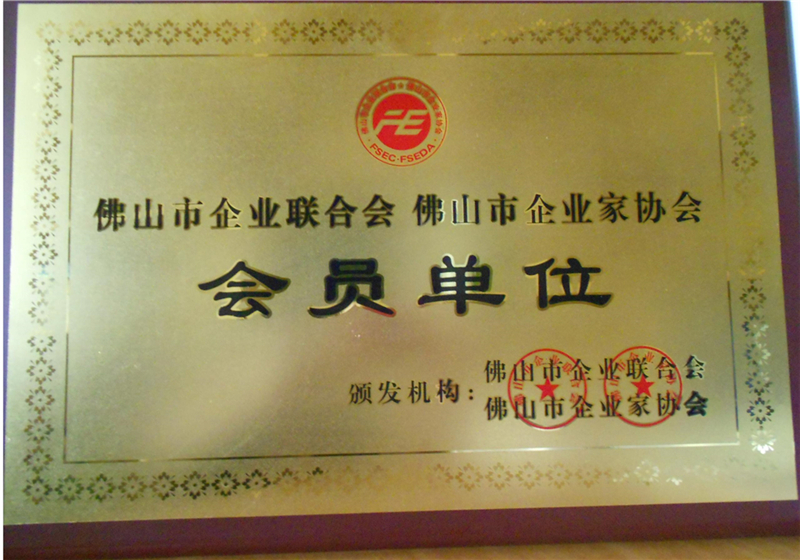 FE
FSEC·FSEDA
佛山市企业联合会 佛山市企业家协会
会员单位
颁发机构：
佛山市企业联合会
佛山市企业家协会